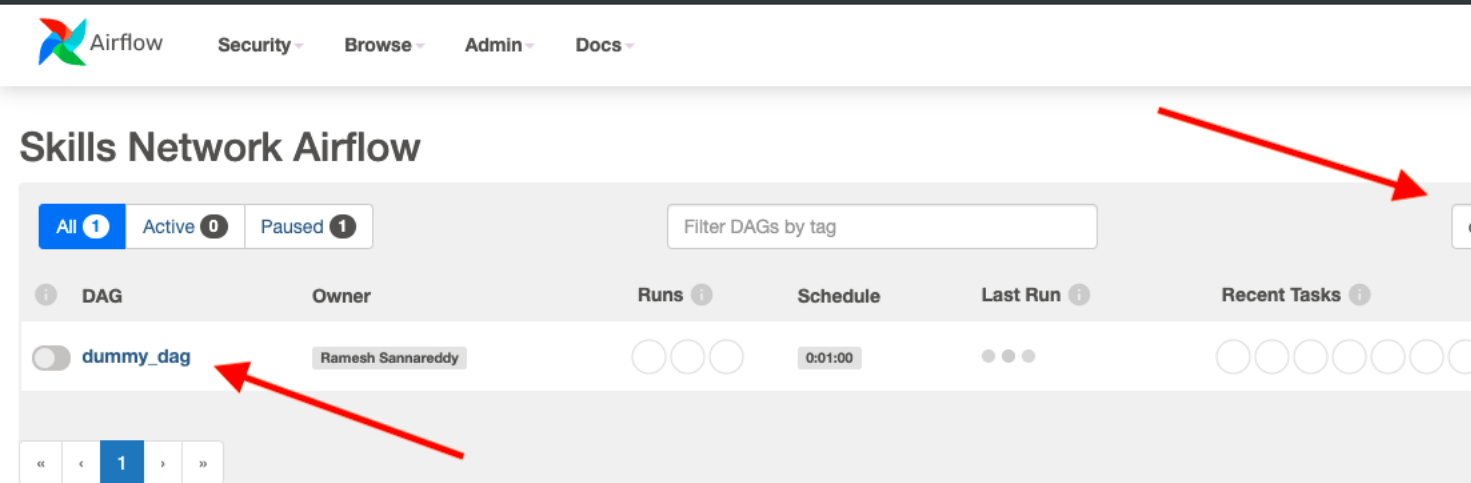 Airflow Security Browse Admin Docs
Skills Network Airflow
All 1 Active 0 Paused 1 Filter DAGs by tag
i DAG Owner Runs i Schedule Last Run i Recent Tasks i
dummy_dag Ramesh Sannareddy 0:01:00
« ‹ 1 › »